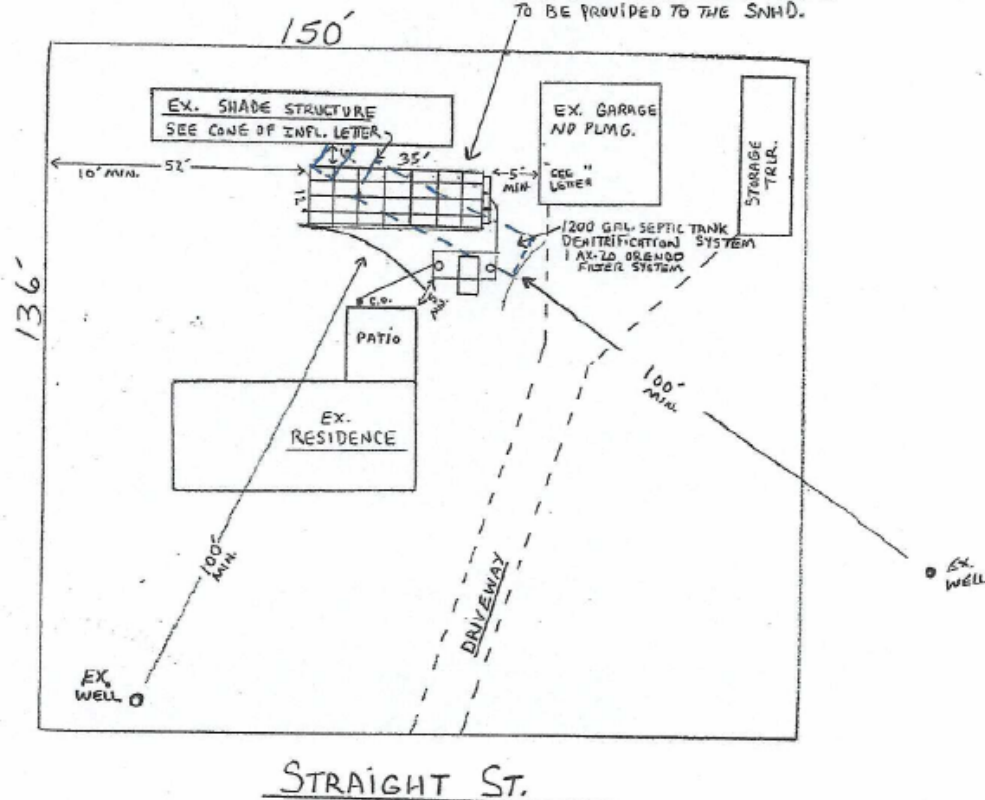 TO BE PROVIDED TO THE SNHD.
150'
EX. SHADE STRUCTURE
SEE CONE OF INFL. LETTER
EX. GARAGE
NO PLMG.
STORAGE
TRLR.
10' MIN.
52'
35'
5'
MIN
"SEE
LETTER"
12'
1200 GAL. SEPTIC TANK
DENITRIFICATION SYSTEM
1 AX-20 ORENCO
FILTER SYSTEM
136'
C.O.
5'
MIN.
PATIO
100'
MIN.
EX.
RESIDENCE
100'
MIN.
DRIVEWAY
EX.
WELL
EX.
WELL
STRAIGHT ST.